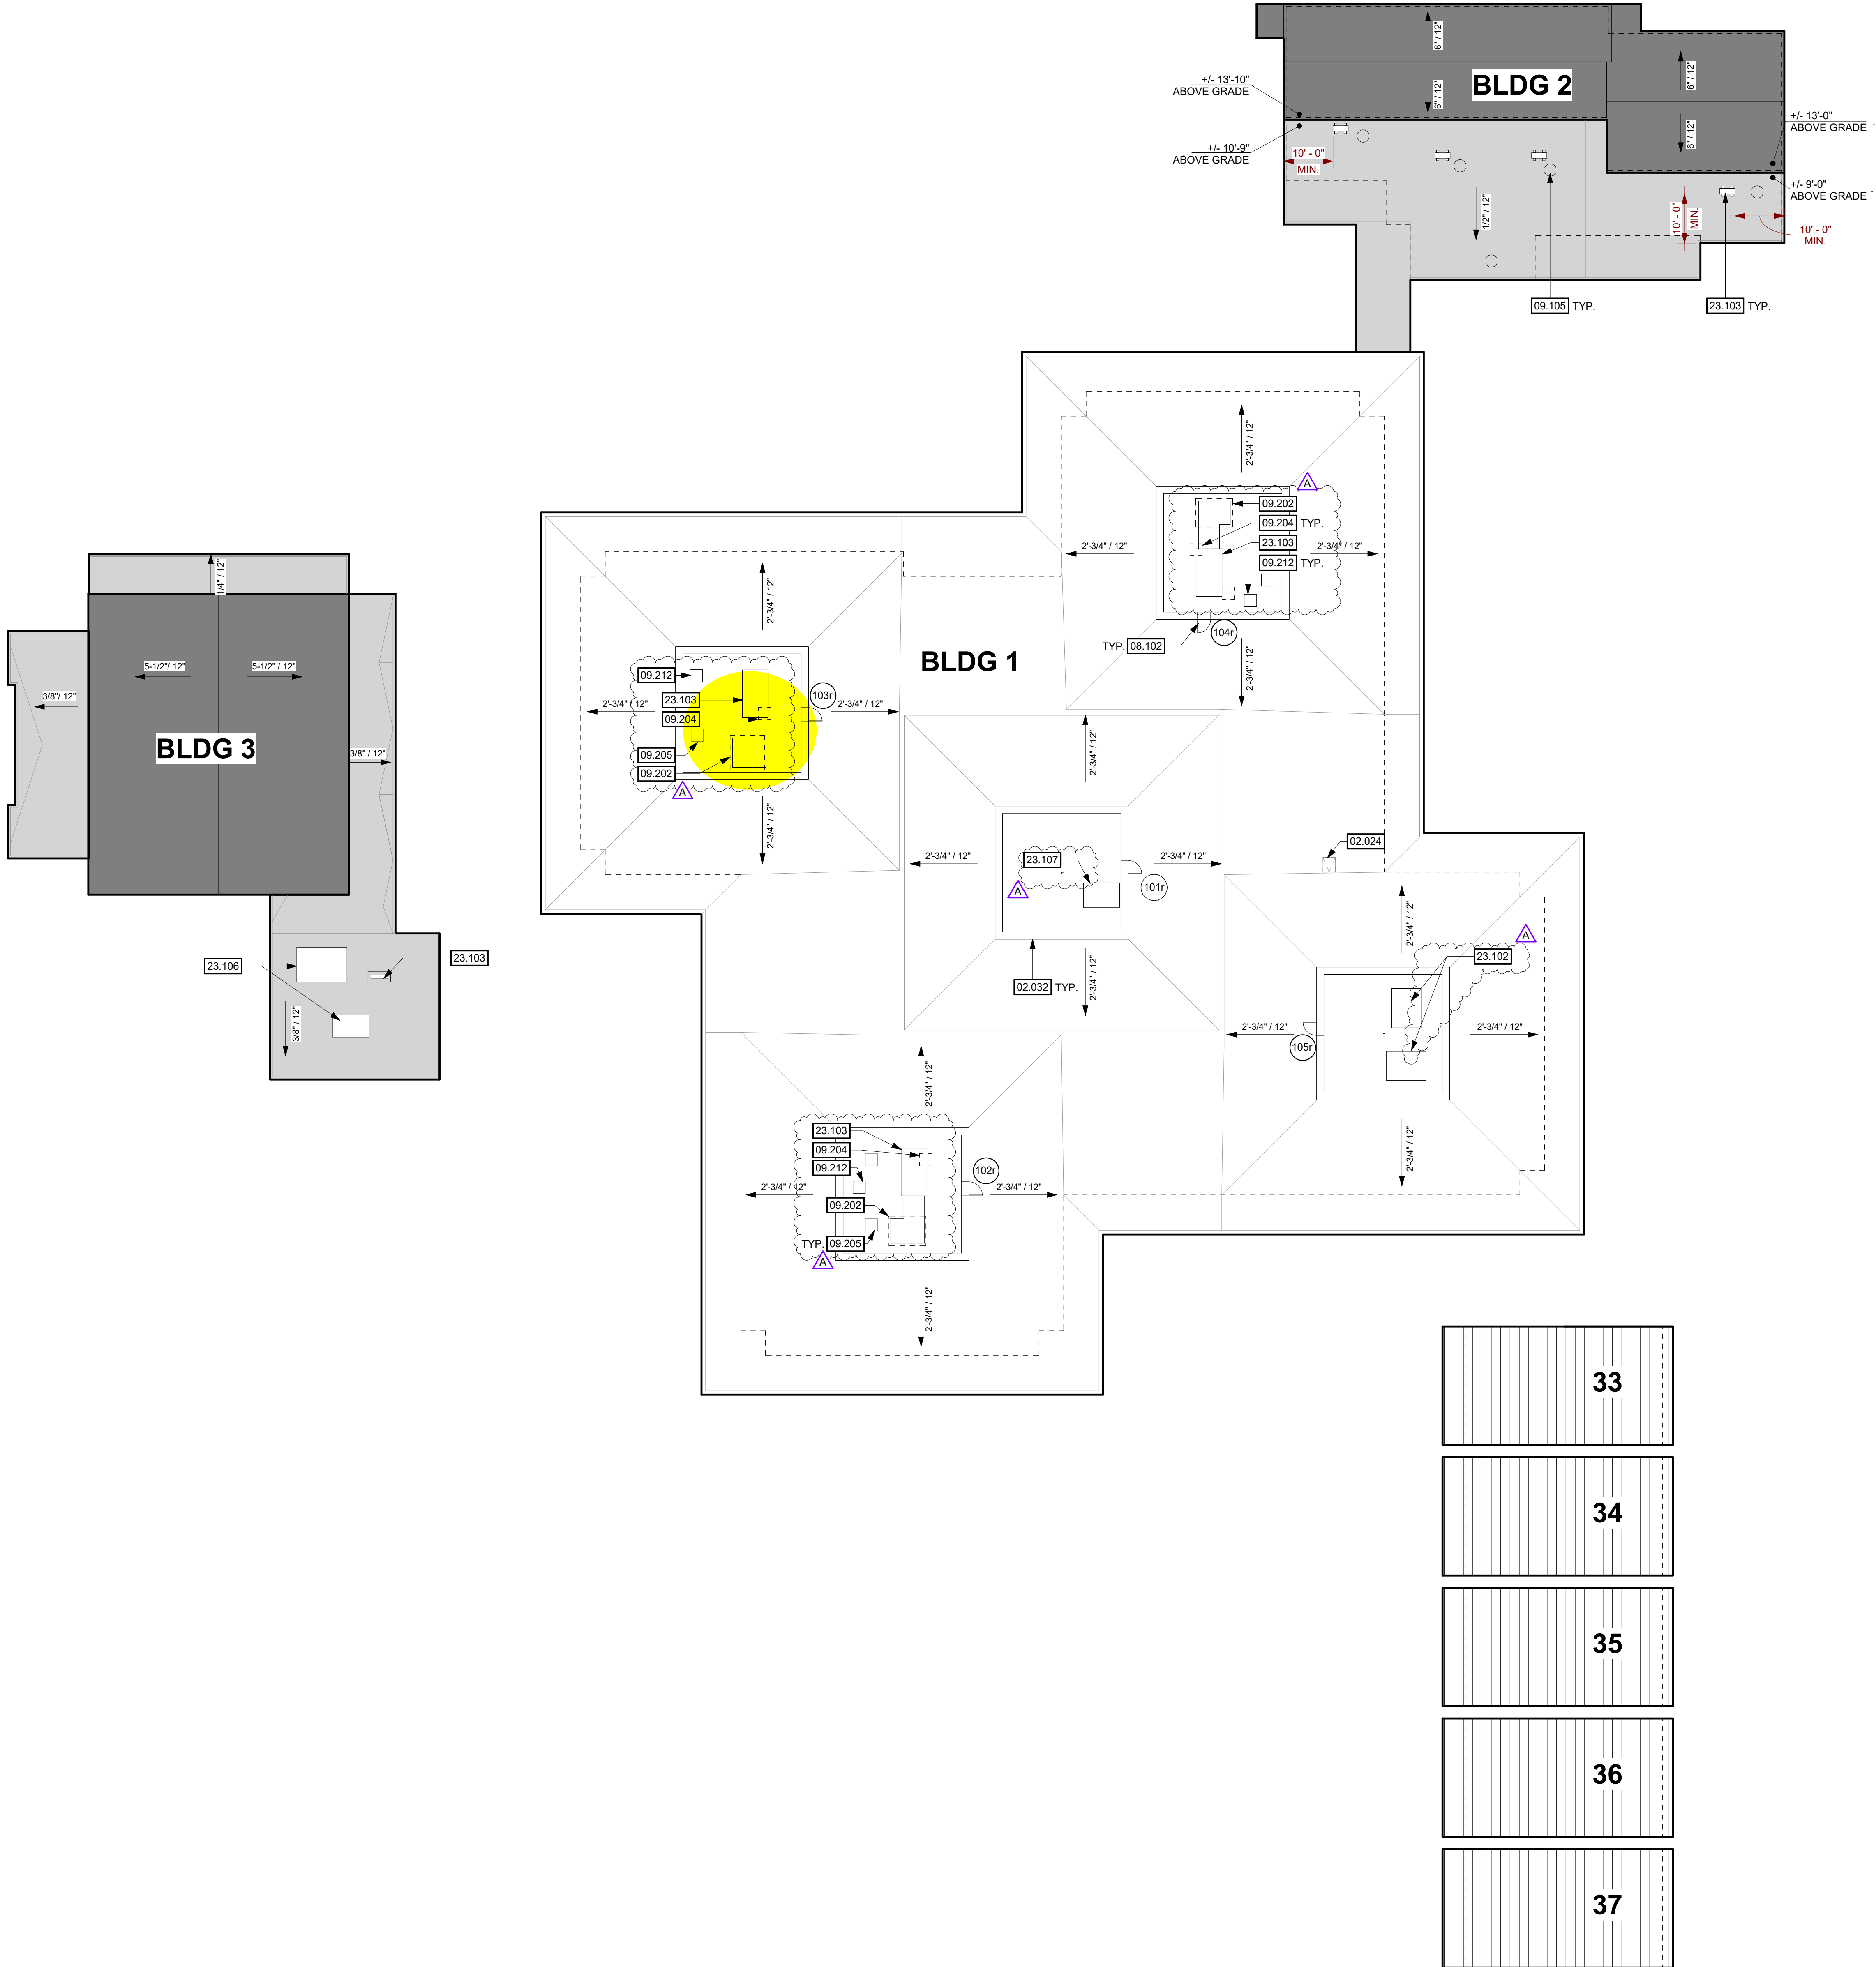 6" / 12"
6" / 12"
BLDG 2
6" / 12"
6" / 12"
+/- 13'-10"
ABOVE GRADE
+/- 10'-9"
ABOVE GRADE
10' - 0"
MIN.
+/- 13'-0"
ABOVE GRADE
+/- 9'-0"
ABOVE GRADE
1/2" / 12"
10' - 0"
MIN.
10' - 0"
MIN.
09.105 TYP.
23.103 TYP.
BLDG 1
2'-3/4" / 12"
A
09.202
09.204 TYP.
23.103
09.212 TYP.
2'-3/4" / 12"
2'-3/4" / 12"
TYP. 08.102
104r
2'-3/4" / 12"
2'-3/4" / 12"
09.212
23.103
09.204
09.205
09.202
A
103r
2'-3/4" / 12"
2'-3/4" / 12"
2'-3/4" / 12"
2'-3/4" / 12"
23.107
A
101r
2'-3/4" / 12"
2'-3/4" / 12"
02.032 TYP.
2'-3/4" / 12"
02.024
2'-3/4" / 12"
A
23.102
2'-3/4" / 12"
2'-3/4" / 12"
105r
2'-3/4" / 12"
2'-3/4" / 12"
23.103
09.204
09.212
09.202
TYP. 09.205
A
102r
2'-3/4" / 12"
2'-3/4" / 12"
2'-3/4" / 12"
1/4" / 12"
5-1/2"/ 12"
5-1/2" / 12"
3/8"/ 12"
BLDG 3
3/8" / 12"
23.106
23.103
3/8" / 12"
33
34
35
36
37